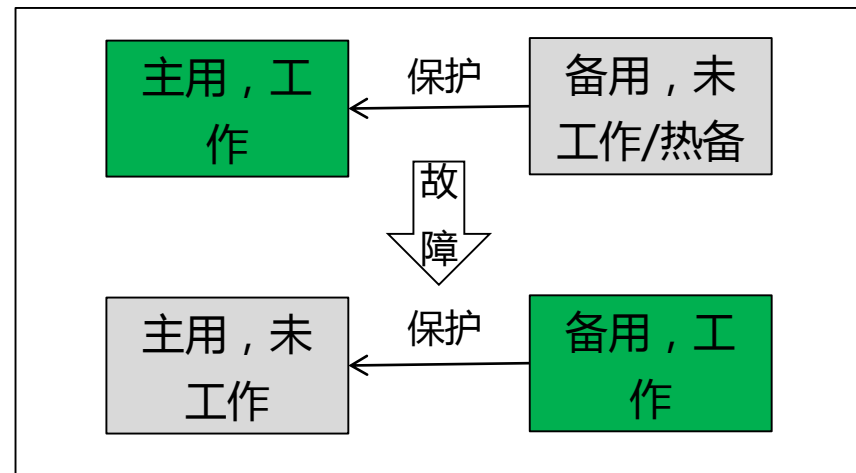 主用，工
作
保护
备用，未
工作/热备
故
障
主用，未
工作
保护
备用，工
作